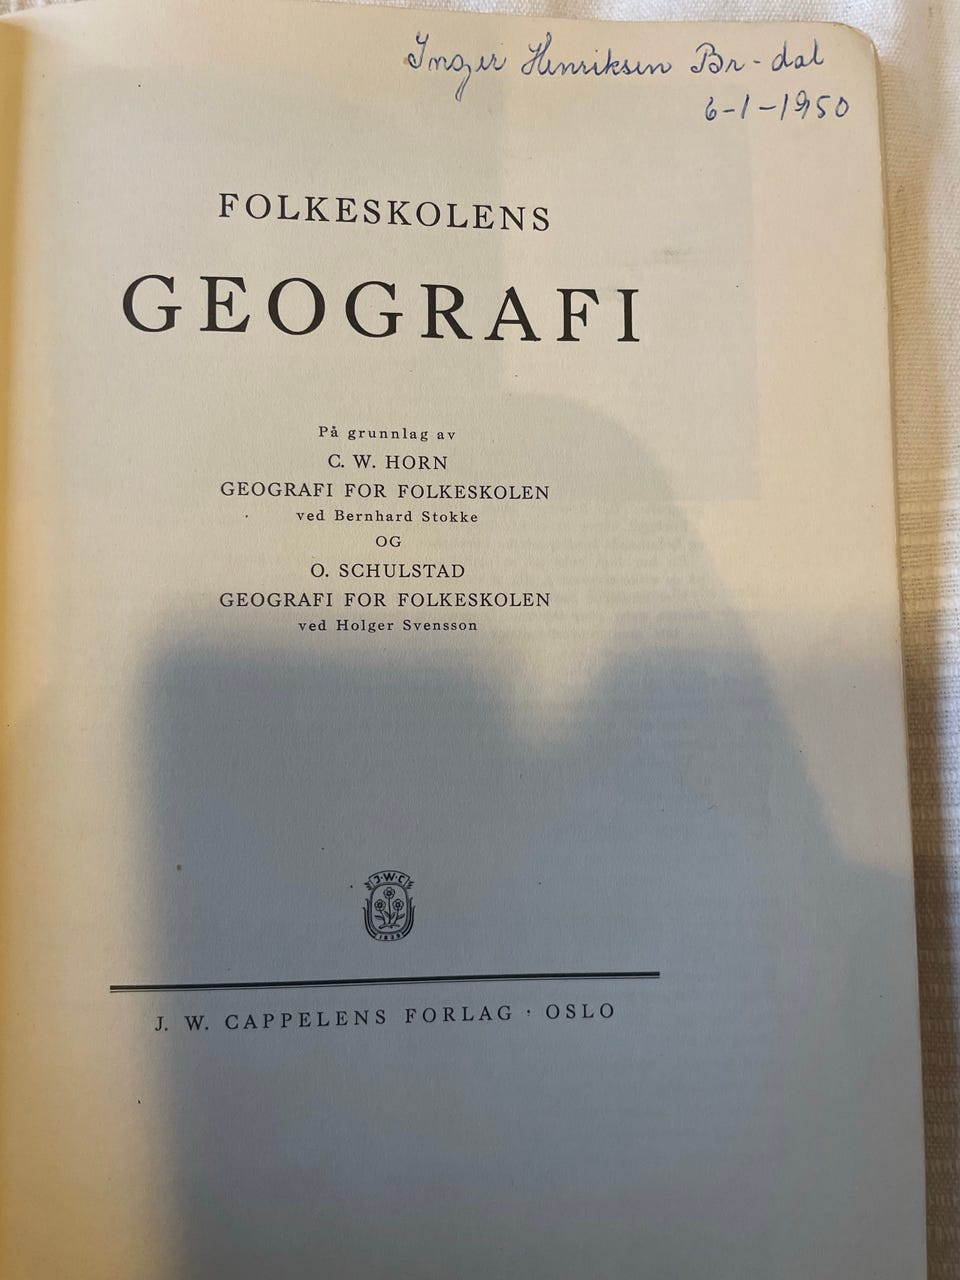 Inger Henriksen Br-dal
6-1-1950
FOLKESKOLENS
GEOGRAFI
På grunnlag av
C. W. HORN
GEOGRAFI FOR FOLKESKOLEN
ved Bernhard Stokke
OG
O. SCHULSTAD
GEOGRAFI FOR FOLKESKOLEN
ved Holger Svensson
J·W·C
1829
J. W. CAPPELENS FORLAG · OSLO